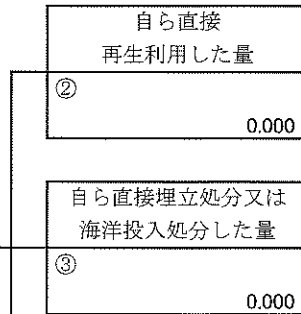 自ら直接
再生利用した量
②
0.000
自ら直接埋立処分又は
海洋投入処分した量
③
0.000